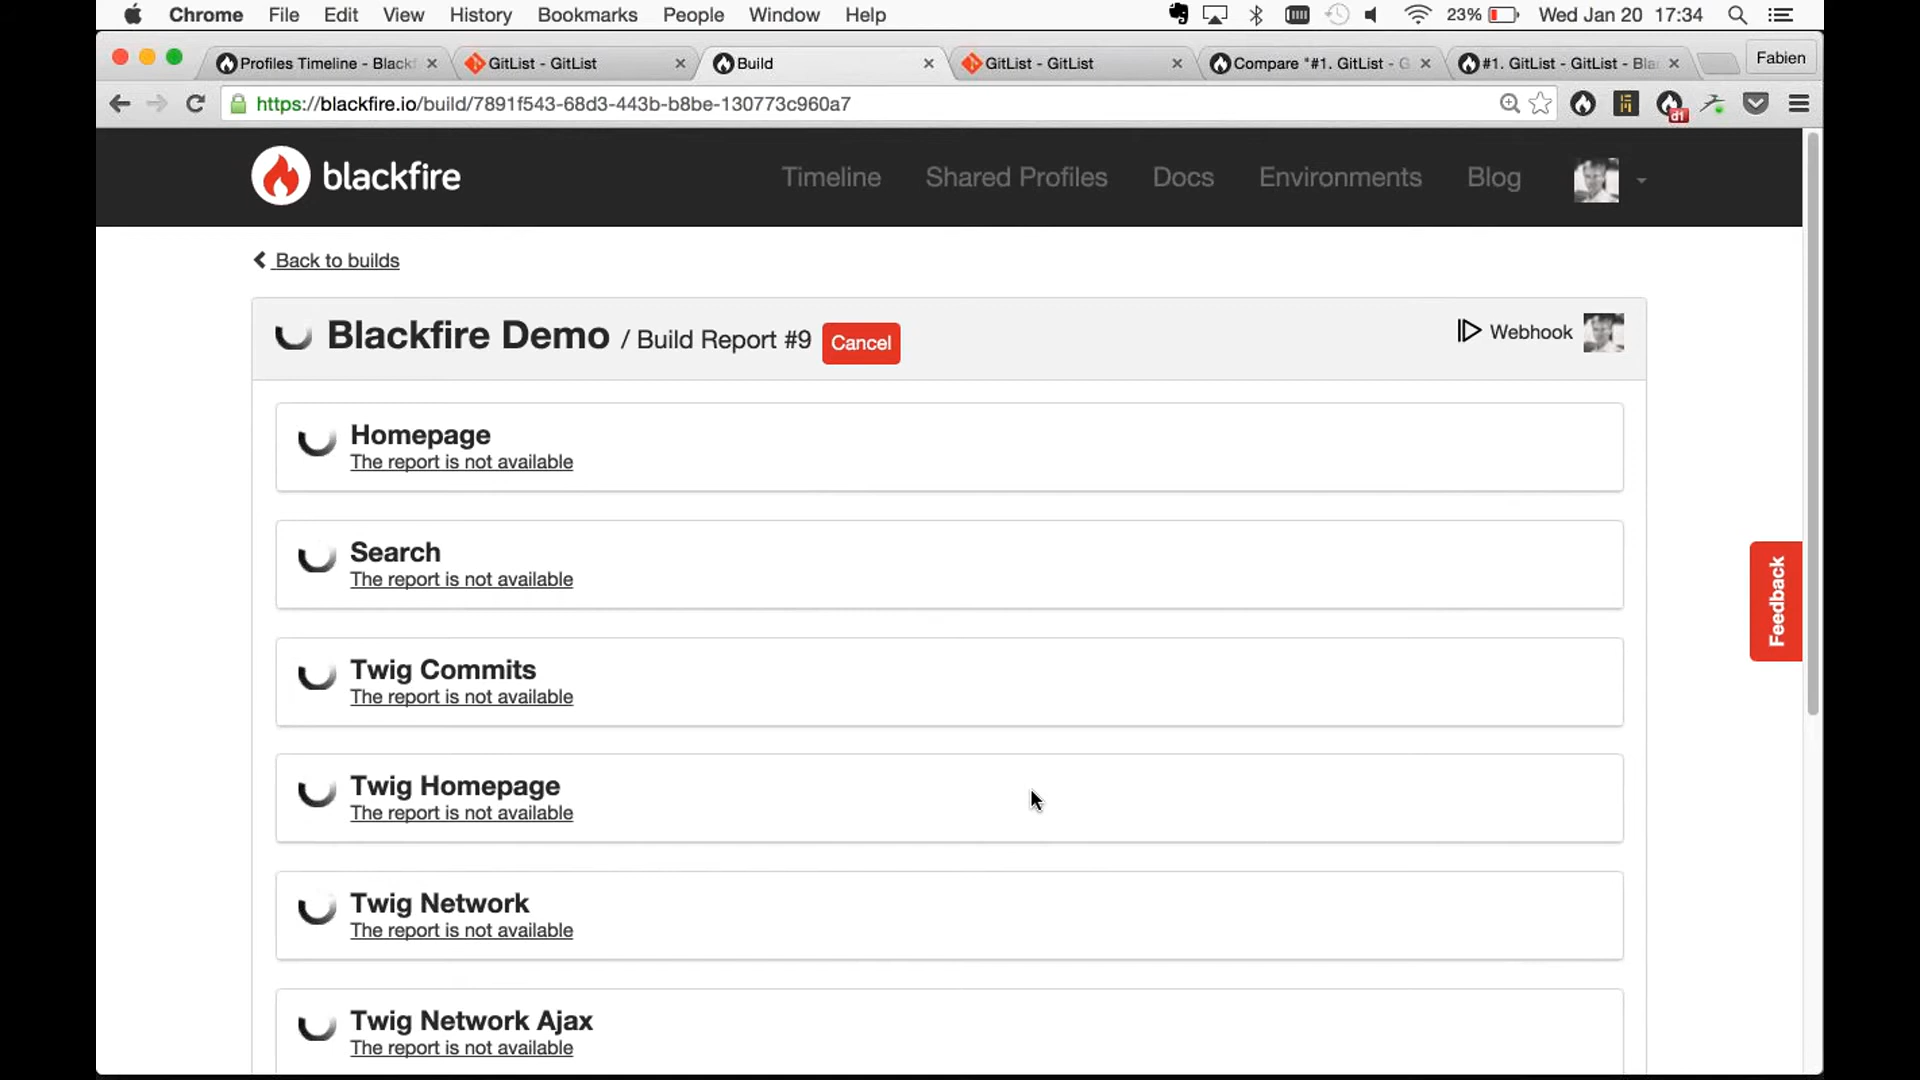 Chrome File Edit View History Bookmarks People Window Help 23% Wed Jan 20 17:34
Profiles Timeline - Blackf GitList - GitList Build GitList - GitList Compare "#1. GitList - G #1. GitList - GitList - Bla Fabien
https://blackfire.io/build/7891f543-68d3-443b-b8be-130773c960a7 d1
blackfire Timeline Shared Profiles Docs Environments Blog
Back to builds
Blackfire Demo / Build Report #9 Cancel Webhook
Homepage
The report is not available
Search
The report is not available
Twig Commits
The report is not available
Twig Homepage
The report is not available
Twig Network
The report is not available
Twig Network Ajax
The report is not available
Feedback